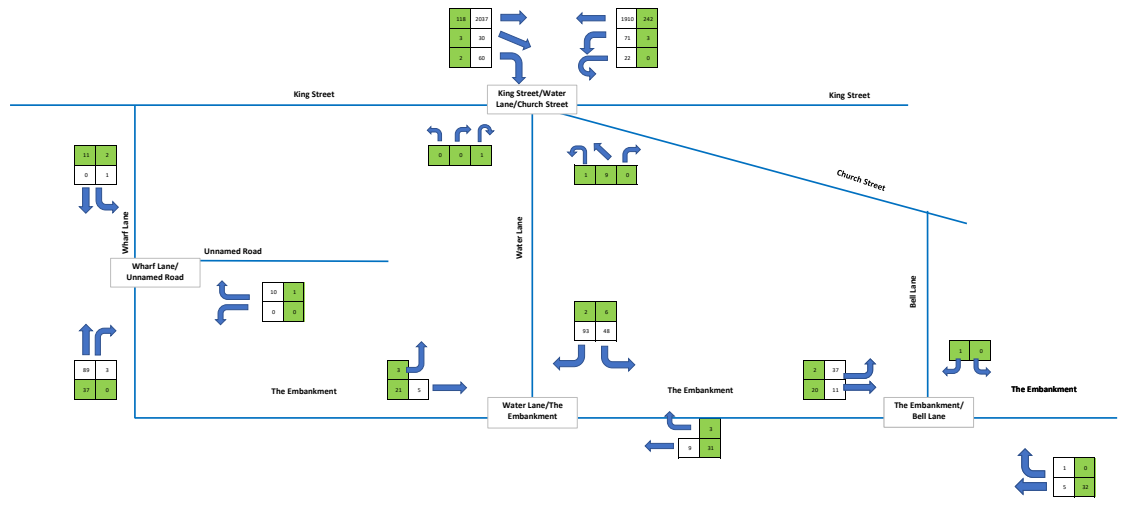 118 2037
3 30
2 60
1910 242
71 3
22 0
King Street
King Street/Water
Lane/Church Street
King Street
0 0 1
1 9 0
11 2
0 1
Church Street
Wharf Lane
Water Lane
Unnamed Road
Wharf Lane/
Unnamed Road
Bell Lane
10 1
0 0
2 6
93 48
89 3
37 0
The Embankment
3
21 5
The Embankment
2 37
20 11
1 0
The Embankment
Water Lane/The
Embankment
The Embankment/
Bell Lane
3
9 31
1 0
5 32